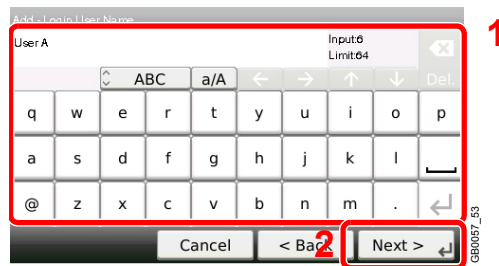 Add - Login User Name
1
User A
Input:6
Limit:64
ABC a/A ← → ↑ ↓ Del.
q w e r t y u i o p
a s d f g h j k l
@ z x c v b n m .
Cancel < Back Next >
2
GB0057_53